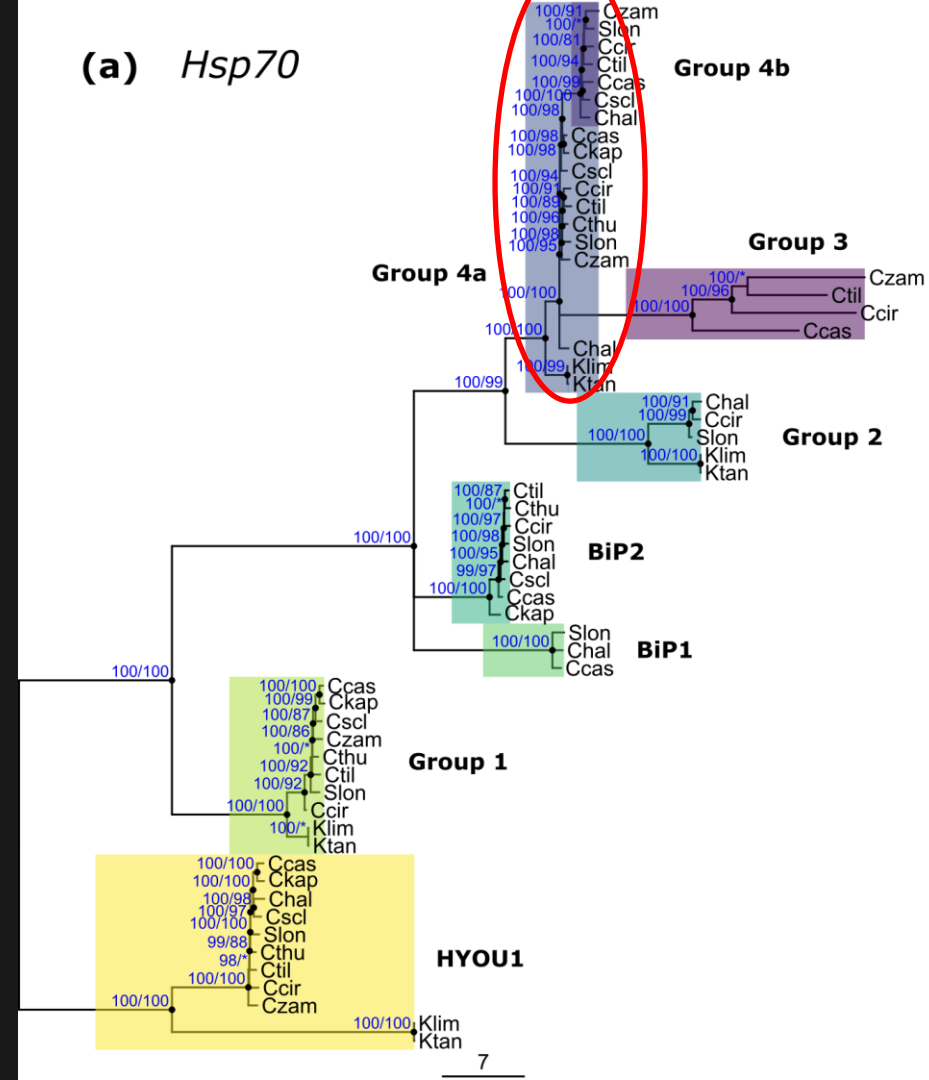 (a) Hsp70
100/91 Czam
100/* Slon
100/81 Ccir
100/94 Ctil
100/99 Ccas
100/100 Cscl
100/98 Chal
Group 4b
100/98 Ccas
100/98 Ckap
Cscl
100/94
100/91 Ccir
100/89 Ctil
100/96 Cthu
100/98 Slon
100/95 Czam
Group 4a
100/100
100/100
Chal
100/99 Klim
Ktan
Group 3
100/* Czam
100/96 Ctil
100/100 Ccir
Ccas
100/99
100/91 Chal
100/99 Ccir
Slon
100/100
100/100 Klim
Ktan
Group 2
100/87 Ctil
100/* Cthu
100/97 Ccir
100/98 Slon
100/95 Chal
99/97 Cscl
100/100 Ccas
Ckap
BiP2
100/100
Slon
100/100 Chal
Ccas
BiP1
100/100
100/100 Ccas
100/99 Ckap
100/87 Cscl
100/86 Czam
100/* Cthu
100/92 Ctil
100/92 Slon
100/100 Ccir
100/* Klim
Ktan
Group 1
100/100 Ccas
100/100 Ckap
100/98 Chal
100/97 Cscl
100/100 Slon
99/88 Cthu
98/* Ctil
100/100 Ccir
Czam
HYOU1
100/100
100/100 Klim
Ktan
7